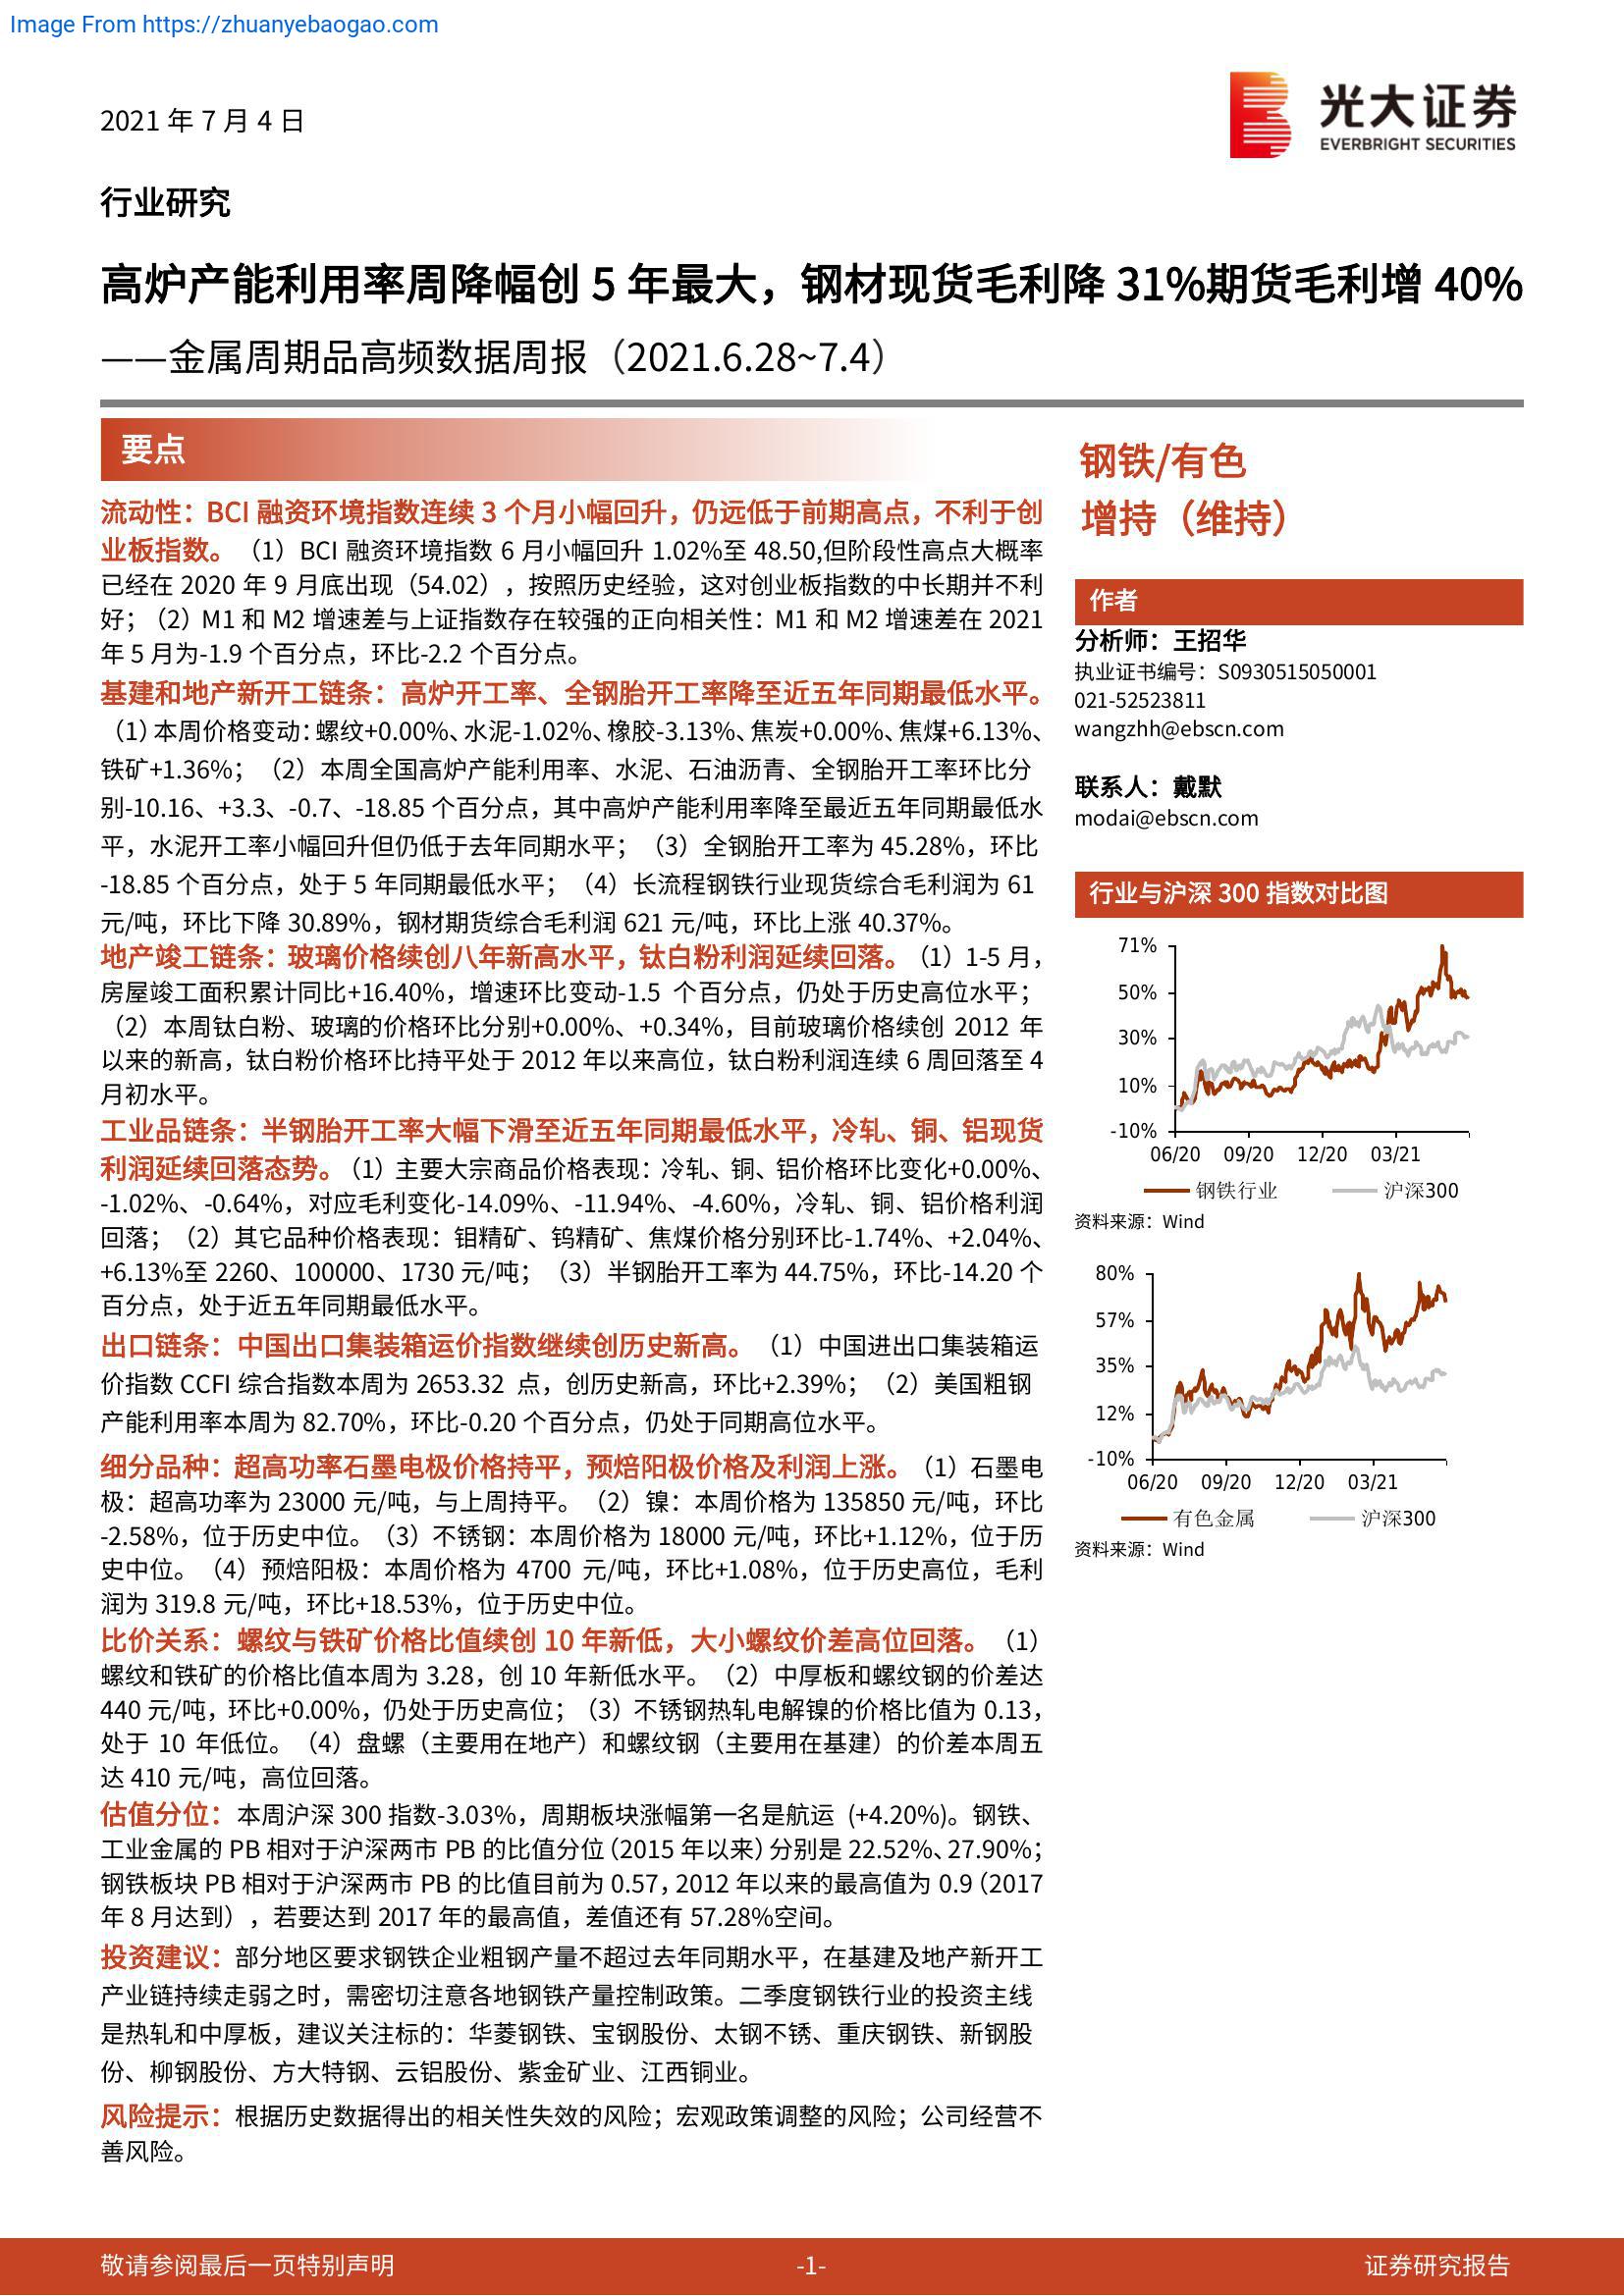 Image From https://zhuanyebaogao.com
2021 年 7 月 4 日
光大证券
EVERBRIGHT SECURITIES
行业研究
高炉产能利用率周降幅创 5 年最大，钢材现货毛利降 31%期货毛利增 40%
——金属周期品高频数据周报（2021.6.28~7.4）
要点
流动性：BCI 融资环境指数连续 3 个月小幅回升，仍远低于前期高点，不利于创
业板指数。（1）BCI 融资环境指数 6 月小幅回升 1.02%至 48.50,但阶段性高点大概率
已经在 2020 年 9 月底出现（54.02），按照历史经验，这对创业板指数的中长期并不利
好；（2）M1 和 M2 增速差与上证指数存在较强的正向相关性：M1 和 M2 增速差在 2021
年 5 月为-1.9 个百分点，环比-2.2 个百分点。
基建和地产新开工链条：高炉开工率、全钢胎开工率降至近五年同期最低水平。
（1）本周价格变动：螺纹+0.00%、水泥-1.02%、橡胶-3.13%、焦炭+0.00%、焦煤+6.13%、
铁矿+1.36%；（2）本周全国高炉产能利用率、水泥、石油沥青、全钢胎开工率环比分
别-10.16、+3.3、-0.7、-18.85 个百分点，其中高炉产能利用率降至最近五年同期最低水
平，水泥开工率小幅回升但仍低于去年同期水平；（3）全钢胎开工率为 45.28%，环比
-18.85 个百分点，处于 5 年同期最低水平；（4）长流程钢铁行业现货综合毛利润为 61
元/吨，环比下降 30.89%，钢材期货综合毛利润 621 元/吨，环比上涨 40.37%。
地产竣工链条：玻璃价格续创八年新高水平，钛白粉利润延续回落。（1）1-5 月，
房屋竣工面积累计同比+16.40%，增速环比变动-1.5 个百分点，仍处于历史高位水平；
（2）本周钛白粉、玻璃的价格环比分别+0.00%、+0.34%，目前玻璃价格续创 2012 年
以来的新高，钛白粉价格环比持平处于 2012 年以来高位，钛白粉利润连续 6 周回落至 4
月初水平。
工业品链条：半钢胎开工率大幅下滑至近五年同期最低水平，冷轧、铜、铝现货
利润延续回落态势。（1）主要大宗商品价格表现：冷轧、铜、铝价格环比变化+0.00%、
-1.02%、-0.64%，对应毛利变化-14.09%、-11.94%、-4.60%，冷轧、铜、铝价格利润
回落；（2）其它品种价格表现：钼精矿、钨精矿、焦煤价格分别环比-1.74%、+2.04%、
+6.13%至 2260、100000、1730 元/吨；（3）半钢胎开工率为 44.75%，环比-14.20 个
百分点，处于近五年同期最低水平。
出口链条：中国出口集装箱运价指数继续创历史新高。（1）中国进出口集装箱运
价指数 CCFI 综合指数本周为 2653.32 点，创历史新高，环比+2.39%；（2）美国粗钢
产能利用率本周为 82.70%，环比-0.20 个百分点，仍处于同期高位水平。
细分品种：超高功率石墨电极价格持平，预焙阳极价格及利润上涨。（1）石墨电
极：超高功率为 23000 元/吨，与上周持平。（2）镍：本周价格为 135850 元/吨，环比
-2.58%，位于历史中位。（3）不锈钢：本周价格为 18000 元/吨，环比+1.12%，位于历
史中位。（4）预焙阳极：本周价格为 4700 元/吨，环比+1.08%，位于历史高位，毛利
润为 319.8 元/吨，环比+18.53%，位于历史中位。
比价关系：螺纹与铁矿价格比值续创 10 年新低，大小螺纹价差高位回落。（1）
螺纹和铁矿的价格比值本周为 3.28，创 10 年新低水平。（2）中厚板和螺纹钢的价差达
440 元/吨，环比+0.00%，仍处于历史高位；（3）不锈钢热轧电解镍的价格比值为 0.13，
处于 10 年低位。（4）盘螺（主要用在地产）和螺纹钢（主要用在基建）的价差本周五
达 410 元/吨，高位回落。
估值分位：本周沪深 300 指数-3.03%，周期板块涨幅第一名是航运 (+4.20%)。钢铁、
工业金属的 PB 相对于沪深两市 PB 的比值分位（2015 年以来）分别是 22.52%、27.90%；
钢铁板块 PB 相对于沪深两市 PB 的比值目前为 0.57，2012 年以来的最高值为 0.9（2017
年 8 月达到），若要达到 2017 年的最高值，差值还有 57.28%空间。
投资建议：部分地区要求钢铁企业粗钢产量不超过去年同期水平，在基建及地产新开工
产业链持续走弱之时，需密切注意各地钢铁产量控制政策。二季度钢铁行业的投资主线
是热轧和中厚板，建议关注标的：华菱钢铁、宝钢股份、太钢不锈、重庆钢铁、新钢股
份、柳钢股份、方大特钢、云铝股份、紫金矿业、江西铜业。
风险提示：根据历史数据得出的相关性失效的风险；宏观政策调整的风险；公司经营不
善风险。
钢铁/有色
增持（维持）
作者
分析师：王招华
执业证书编号：S0930515050001
021-52523811
wangzhh@ebscn.com
联系人：戴默
modai@ebscn.com
行业与沪深 300 指数对比图
71%
50%
30%
10%
-10%
06/20 09/20 12/20 03/21
钢铁行业 沪深300
资料来源：Wind
80%
57%
35%
12%
-10%
06/20 09/20 12/20 03/21
有色金属 沪深300
资料来源：Wind
敬请参阅最后一页特别声明 -1- 证券研究报告